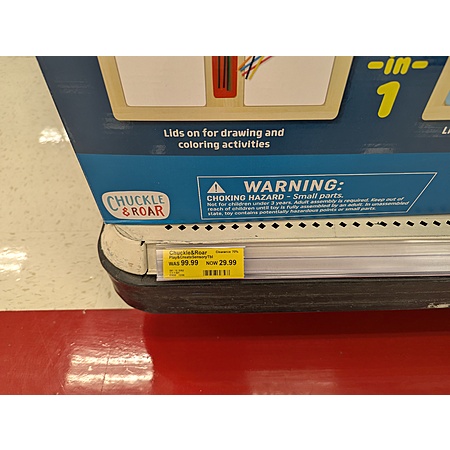 -in-
1
Lids on for drawing and
coloring activities
CHUCKLE
& ROAR
WARNING:
CHOKING HAZARD - Small parts.
Not for children under 3 years. Adult assembly is required. Keep out of
reach of children until toy is fully assembled by an adult. In unassembled
state, toy contains potentially hazardous points or small parts.
Chuckle&Roar Clearance 70%
Play&CreateSensoryTbl
WAS 99.99 NOW 29.99